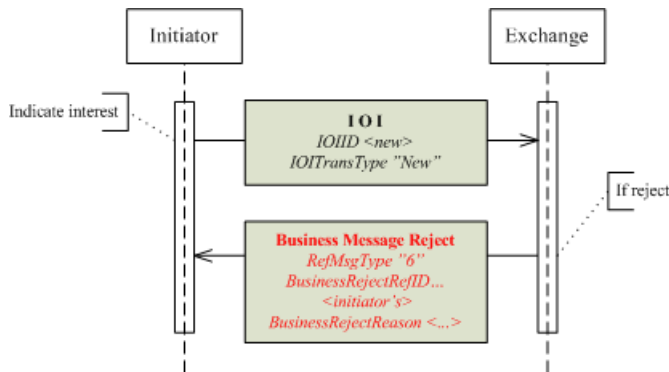 Initiator
Exchange
Indicate interest
I O I
IOIID <new>
IOITransType ”New”
If reject
Business Message Reject
RefMsgType ”6”
BusinessRejectRefID…
<initiator‘s>
BusinessRejectReason <...>